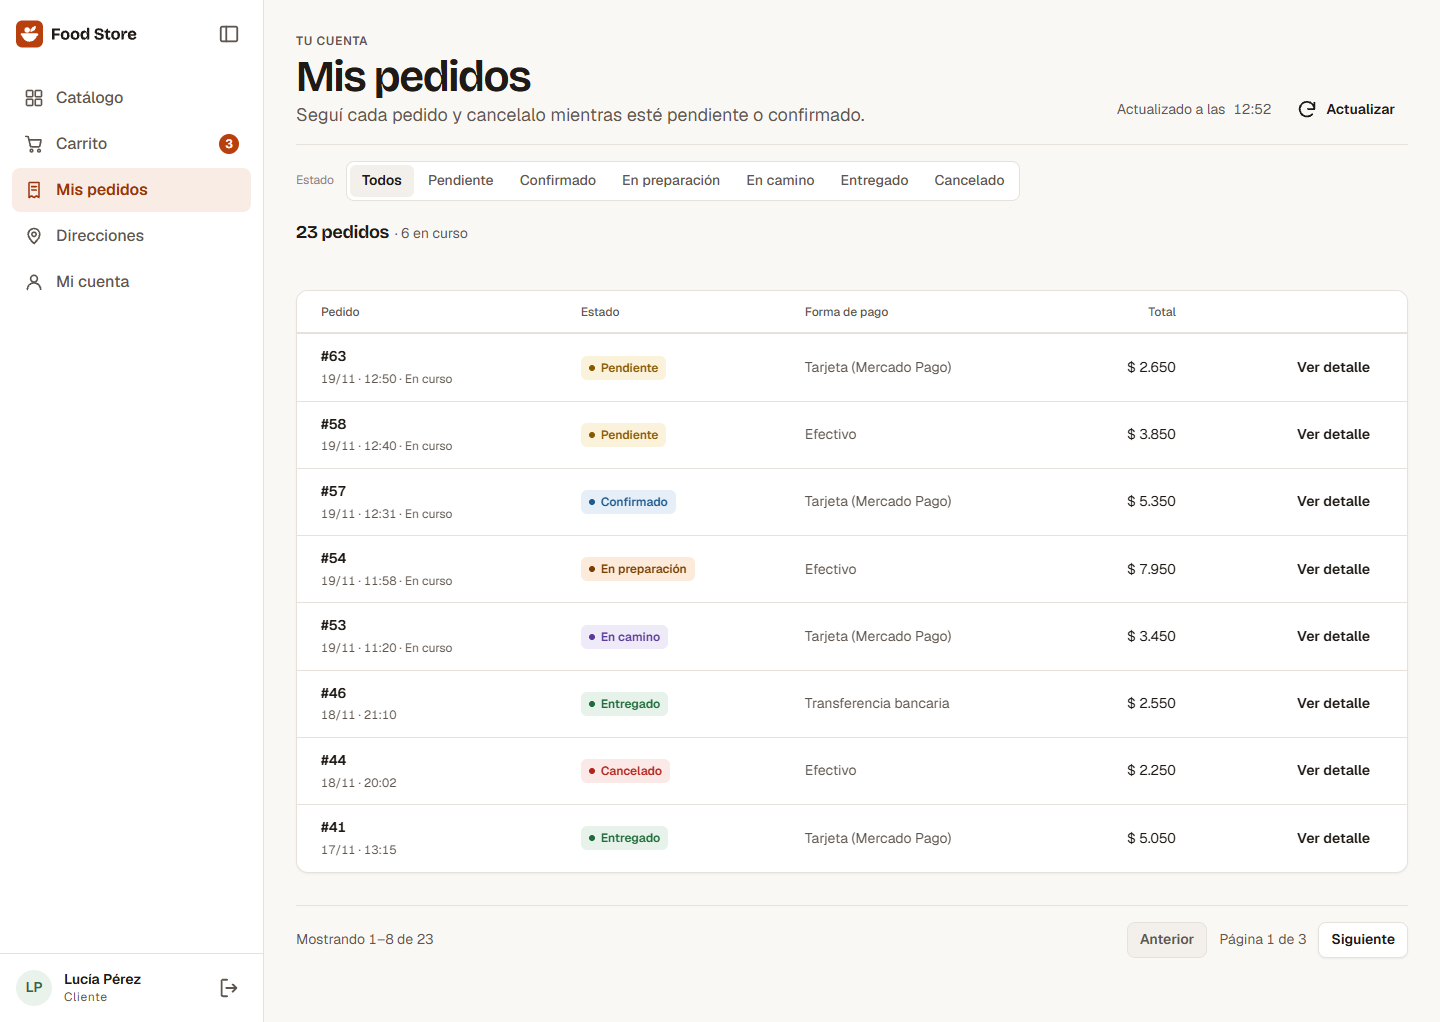 Food Store
Catálogo
Carrito 3
Mis pedidos
Direcciones
Mi cuenta
LP
Lucía Pérez
Cliente
TU CUENTA
Mis pedidos
Seguí cada pedido y cancelalo mientras esté pendiente o confirmado.
Actualizado a las 12:52 Actualizar
Estado Todos Pendiente Confirmado En preparación En camino Entregado Cancelado
23 pedidos · 6 en curso
Pedido Estado Forma de pago Total
#63
19/11 · 12:50 · En curso
Pendiente Tarjeta (Mercado Pago) $ 2.650 Ver detalle
#58
19/11 · 12:40 · En curso
Pendiente Efectivo $ 3.850 Ver detalle
#57
19/11 · 12:31 · En curso
Confirmado Tarjeta (Mercado Pago) $ 5.350 Ver detalle
#54
19/11 · 11:58 · En curso
En preparación Efectivo $ 7.950 Ver detalle
#53
19/11 · 11:20 · En curso
En camino Tarjeta (Mercado Pago) $ 3.450 Ver detalle
#46
18/11 · 21:10
Entregado Transferencia bancaria $ 2.550 Ver detalle
#44
18/11 · 20:02
Cancelado Efectivo $ 2.250 Ver detalle
#41
17/11 · 13:15
Entregado Tarjeta (Mercado Pago) $ 5.050 Ver detalle
Mostrando 1–8 de 23
Anterior Página 1 de 3 Siguiente